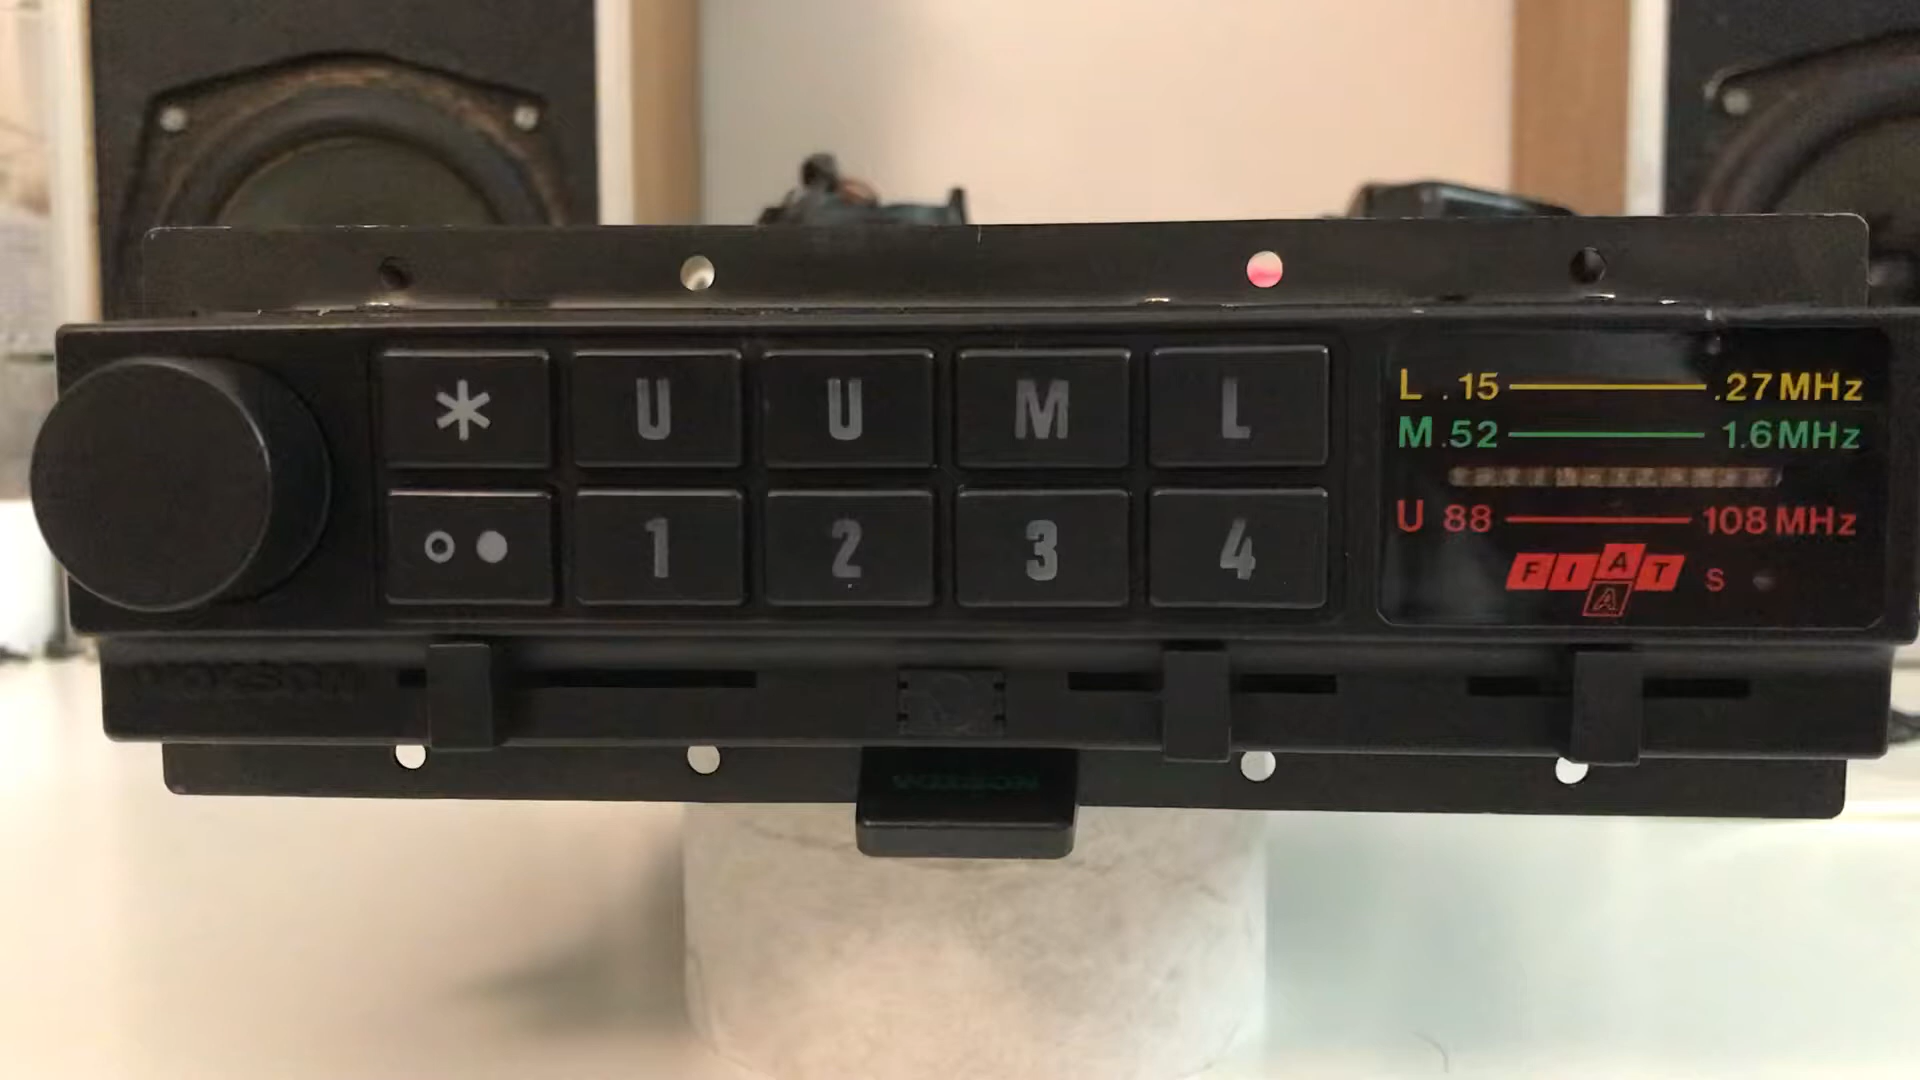 * U U M L
1 2 3 4
L .15 .27MHz
M .52 1.6MHz
U 88 108MHz
FIAT S
A